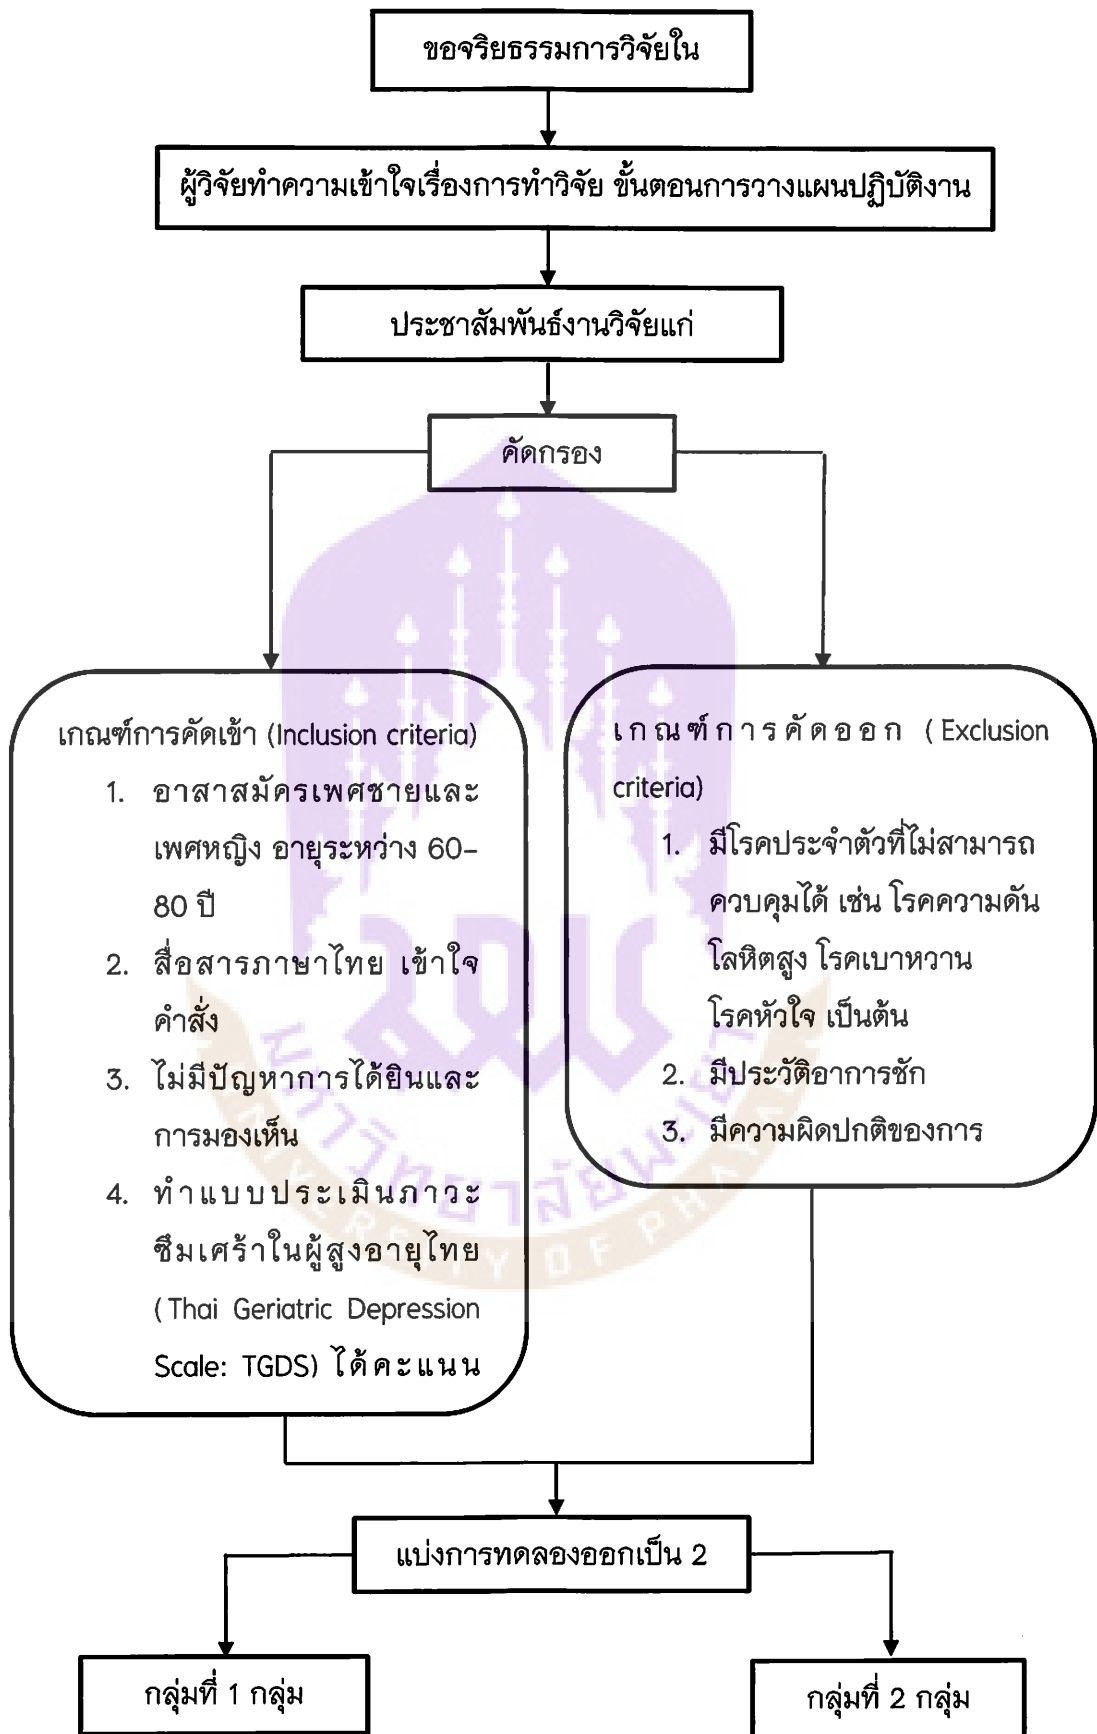 ขอจริยธรรมการวิจัยใน
ผู้วิจัยทำความเข้าใจเรื่องการทำวิจัย ขั้นตอนการวางแผนปฏิบัติงาน
ประชาสัมพันธ์งานวิจัยแก่
คัดกรอง
เกณฑ์การคัดเข้า (Inclusion criteria)
1. อาสาสมัครเพศชายและ
เพศหญิง อายุระหว่าง 60-
80 ปี
2. สื่อสารภาษาไทย เข้าใจ
คำสั่ง
3. ไม่มีปัญหาการได้ยินและ
การมองเห็น
4. ทำแบบประเมินภาวะ
ซึมเศร้าในผู้สูงอายุไทย
(Thai Geriatric Depression
Scale: TGDS) ได้คะแนน
เกณฑ์การคัดออก (Exclusion
criteria)
1. มีโรคประจำตัวที่ไม่สามารถ
ควบคุมได้ เช่น โรคความดัน
โลหิตสูง โรคเบาหวาน
โรคหัวใจ เป็นต้น
2. มีประวัติอาการชัก
3. มีความผิดปกติของการ
มหาวิทยาลัยพะเยา
UNIVERSITY OF PHAYAO
แบ่งการทดลองออกเป็น 2
กลุ่มที่ 1 กลุ่ม
กลุ่มที่ 2 กลุ่ม